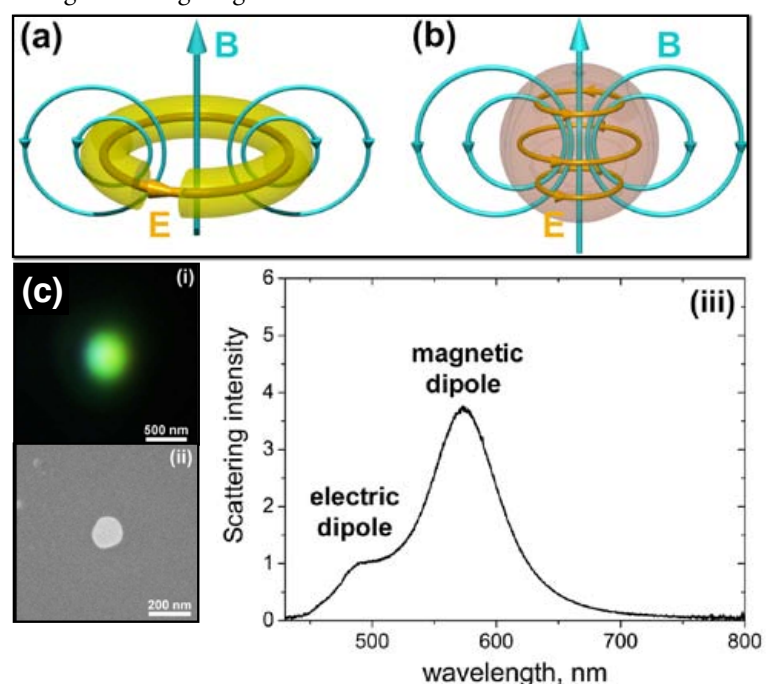 (a)
B
E
(b)
B
E
(c)
(i)
500 nm
(ii)
200 nm
(iii)
6
5
4
3
2
1
0
Scattering intensity
magnetic
dipole
electric
dipole
500
600
700
800
wavelength, nm